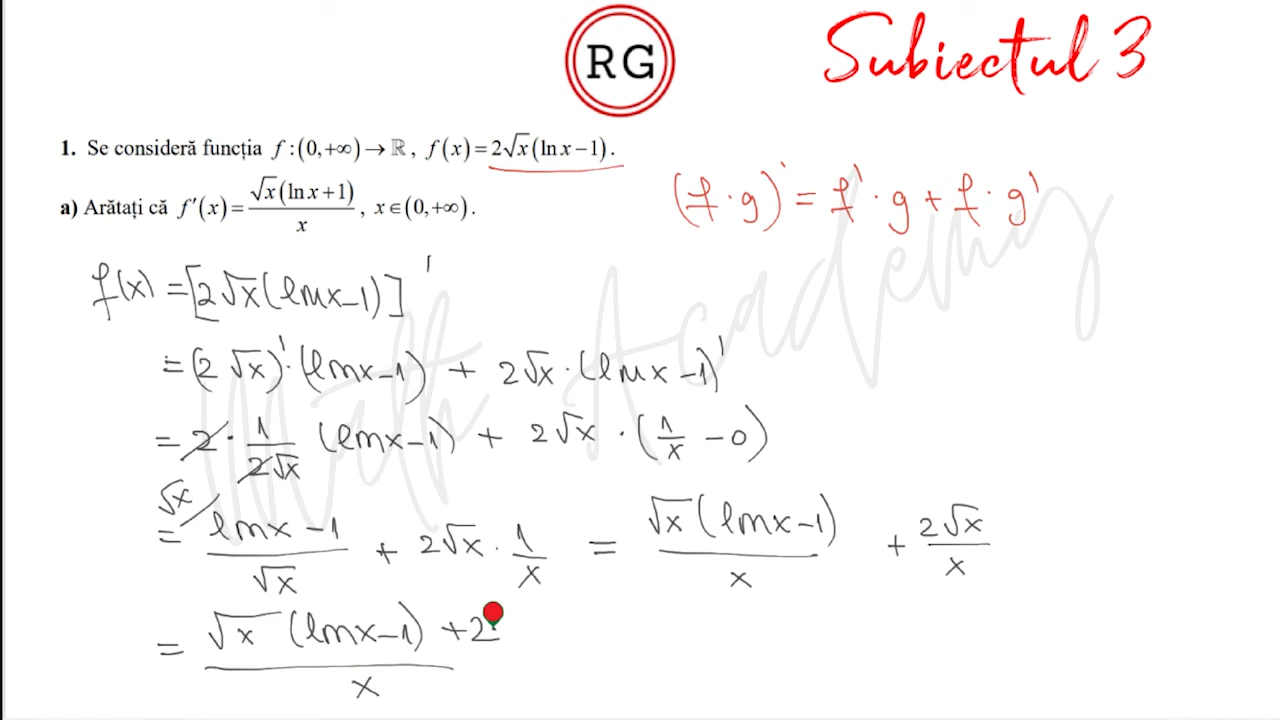 RG
Subiectul 3
1. Se consideră funcția f:(0,+∞)→ℝ, f(x)=2√x(ln x−1).
a) Arătați că f′(x)=√x(ln x+1)/x, x∈(0,+∞).
(f·g)' = f'·g + f·g'
f(x) = [2√x(lnx−1)]'
= (2√x)'·(lnx−1) + 2√x·(lnx−1)'
= 2·1/2√x (lnx−1) + 2√x·(1/x −0)
√x
= lnx−1/√x + 2√x·1/x = √x(lnx−1)/x + 2√x/x
= √x (lnx−1) +2/x
Math Academy